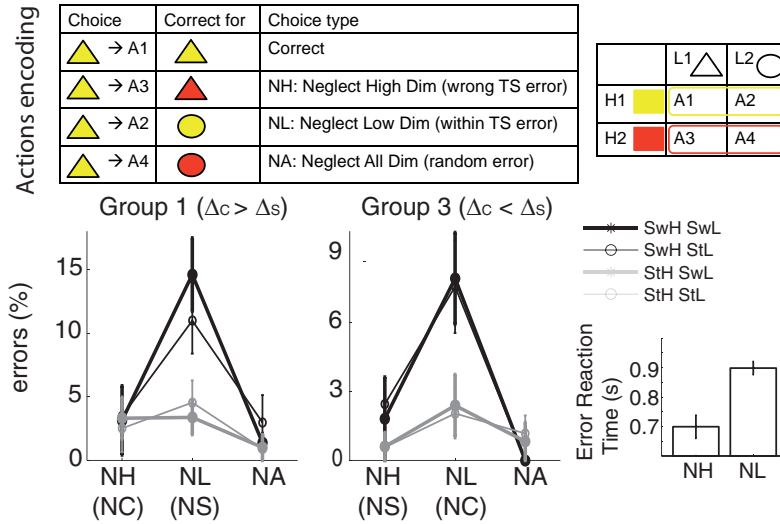 Actions encoding
Choice Correct for Choice type
→ A1 Correct
→ A3 NH: Neglect High Dim (wrong TS error)
→ A2 NL: Neglect Low Dim (within TS error)
→ A4 NA: Neglect All Dim (random error)
L1 L2
H1 A1 A2
H2 A3 A4
Group 1 (Δc > Δs)
errors (%)
15
10
5
0
NH NL NA
(NC) (NS)
Group 3 (Δc < Δs)
9
6
3
0
NH NL NA
(NS) (NC)
SwH SwL
SwH StL
StH SwL
StH StL
Error Reaction
Time (s)
0.9
0.8
0.7
NH NL